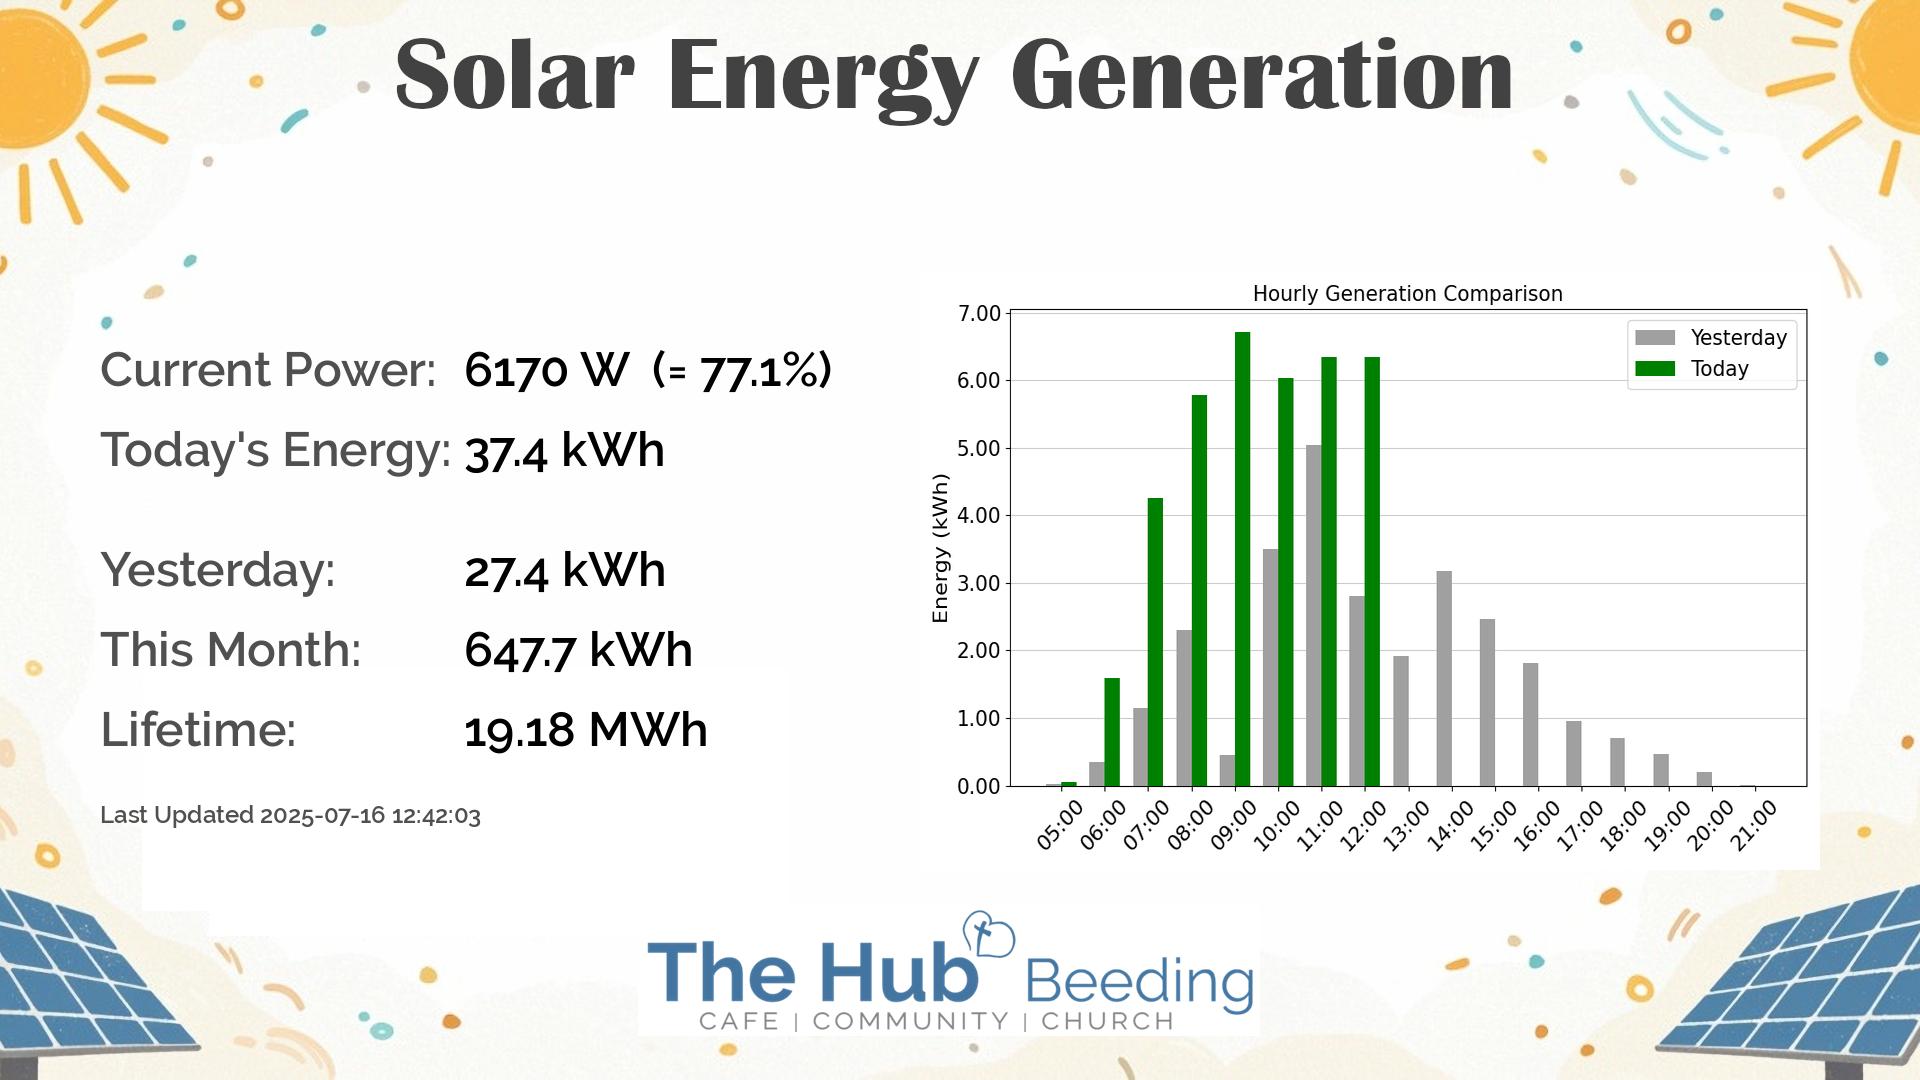 Solar Energy Generation
Current Power: 6170 W (= 77.1%)
Today's Energy: 37.4 kWh
Yesterday: 27.4 kWh
This Month: 647.7 kWh
Lifetime: 19.18 MWh
Last Updated 2025-07-16 12:42:03
Hourly Generation Comparison
Yesterday
Today
Energy (kWh)
7.00
6.00
5.00
4.00
3.00
2.00
1.00
0.00
05:00 06:00 07:00 08:00 09:00 10:00 11:00 12:00 13:00 14:00 15:00 16:00 17:00 18:00 19:00 20:00 21:00
The Hub Beeding
CAFE | COMMUNITY | CHURCH